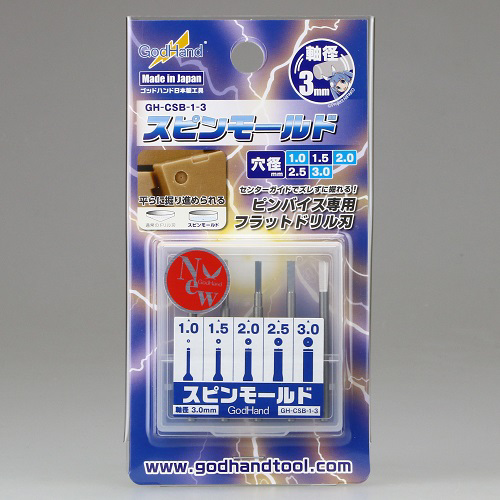 GodHand
軸径
3mm
Made in Japan
ゴッドハンド日本製工具
GH-CSB-1-3
スピンモールド
穴径 mm 1.0 1.5 2.0
2.5 3.0
センターガイドでズレずに掘れる!
ピンバイス専用
フラットドリル刃
平らに掘り進められる
スピンモールド
New
GodHand
1.0 1.5 2.0 2.5 3.0
スピンモールド
軸径 3.0mm GodHand GH-CSB-1-3
www.godhandtool.com